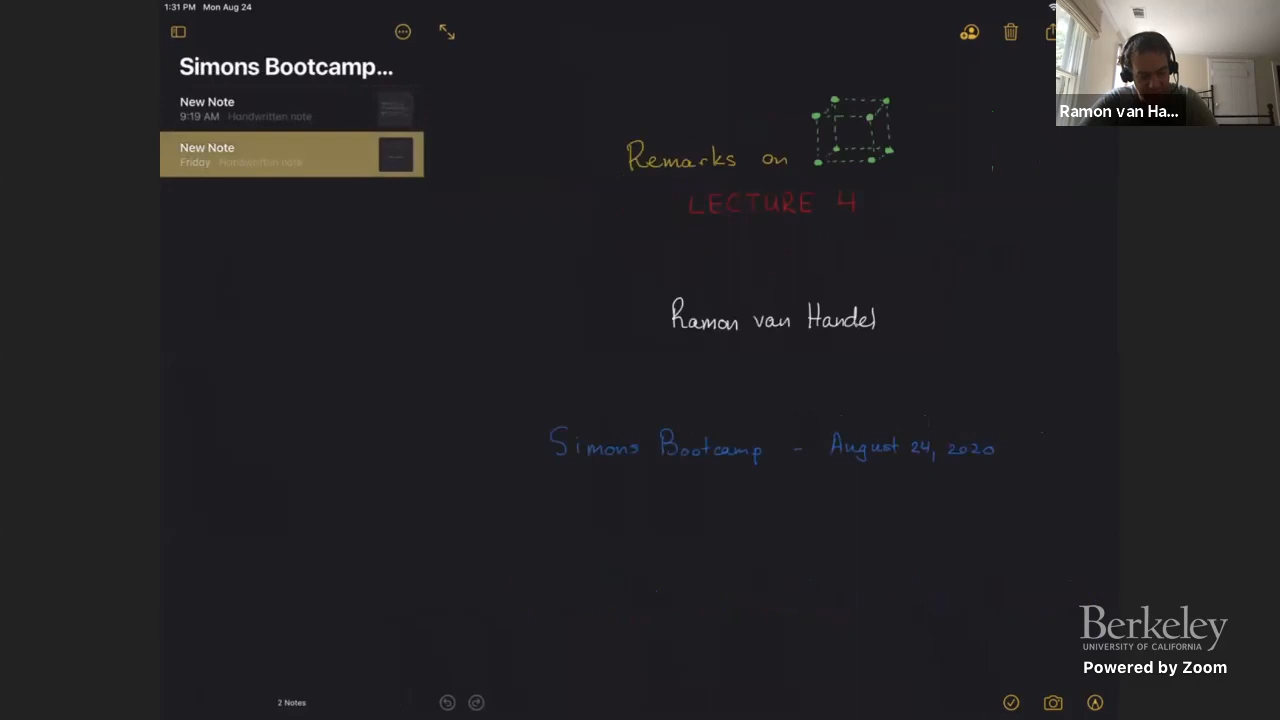 1:31 PM Mon Aug 24
Simons Bootcamp...
New Note
9:19 AM Handwritten note
New Note
Friday Handwritten note
Remarks on
LECTURE 4
Ramon van Handel
Simons Bootcamp - August 24, 2020
Ramon van Ha...
2 Notes
Berkeley
UNIVERSITY OF CALIFORNIA
Powered by Zoom